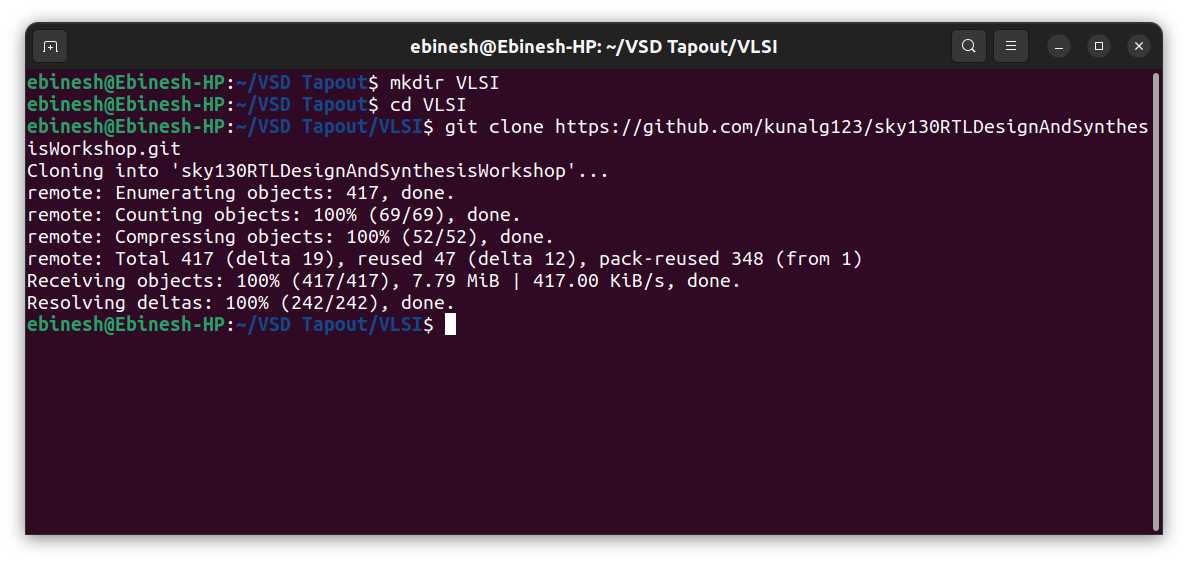 ebinesh@Ebinesh-HP: ~/VSD Tapout/VLSI
ebinesh@Ebinesh-HP:~/VSD Tapout$ mkdir VLSI
ebinesh@Ebinesh-HP:~/VSD Tapout$ cd VLSI
ebinesh@Ebinesh-HP:~/VSD Tapout/VLSI$ git clone https://github.com/kunalg123/sky130RTLDesignAndSynthes
isWorkshop.git
Cloning into 'sky130RTLDesignAndSynthesisWorkshop'...
remote: Enumerating objects: 417, done.
remote: Counting objects: 100% (69/69), done.
remote: Compressing objects: 100% (52/52), done.
remote: Total 417 (delta 19), reused 47 (delta 12), pack-reused 348 (from 1)
Receiving objects: 100% (417/417), 7.79 MiB | 417.00 KiB/s, done.
Resolving deltas: 100% (242/242), done.
ebinesh@Ebinesh-HP:~/VSD Tapout/VLSI$